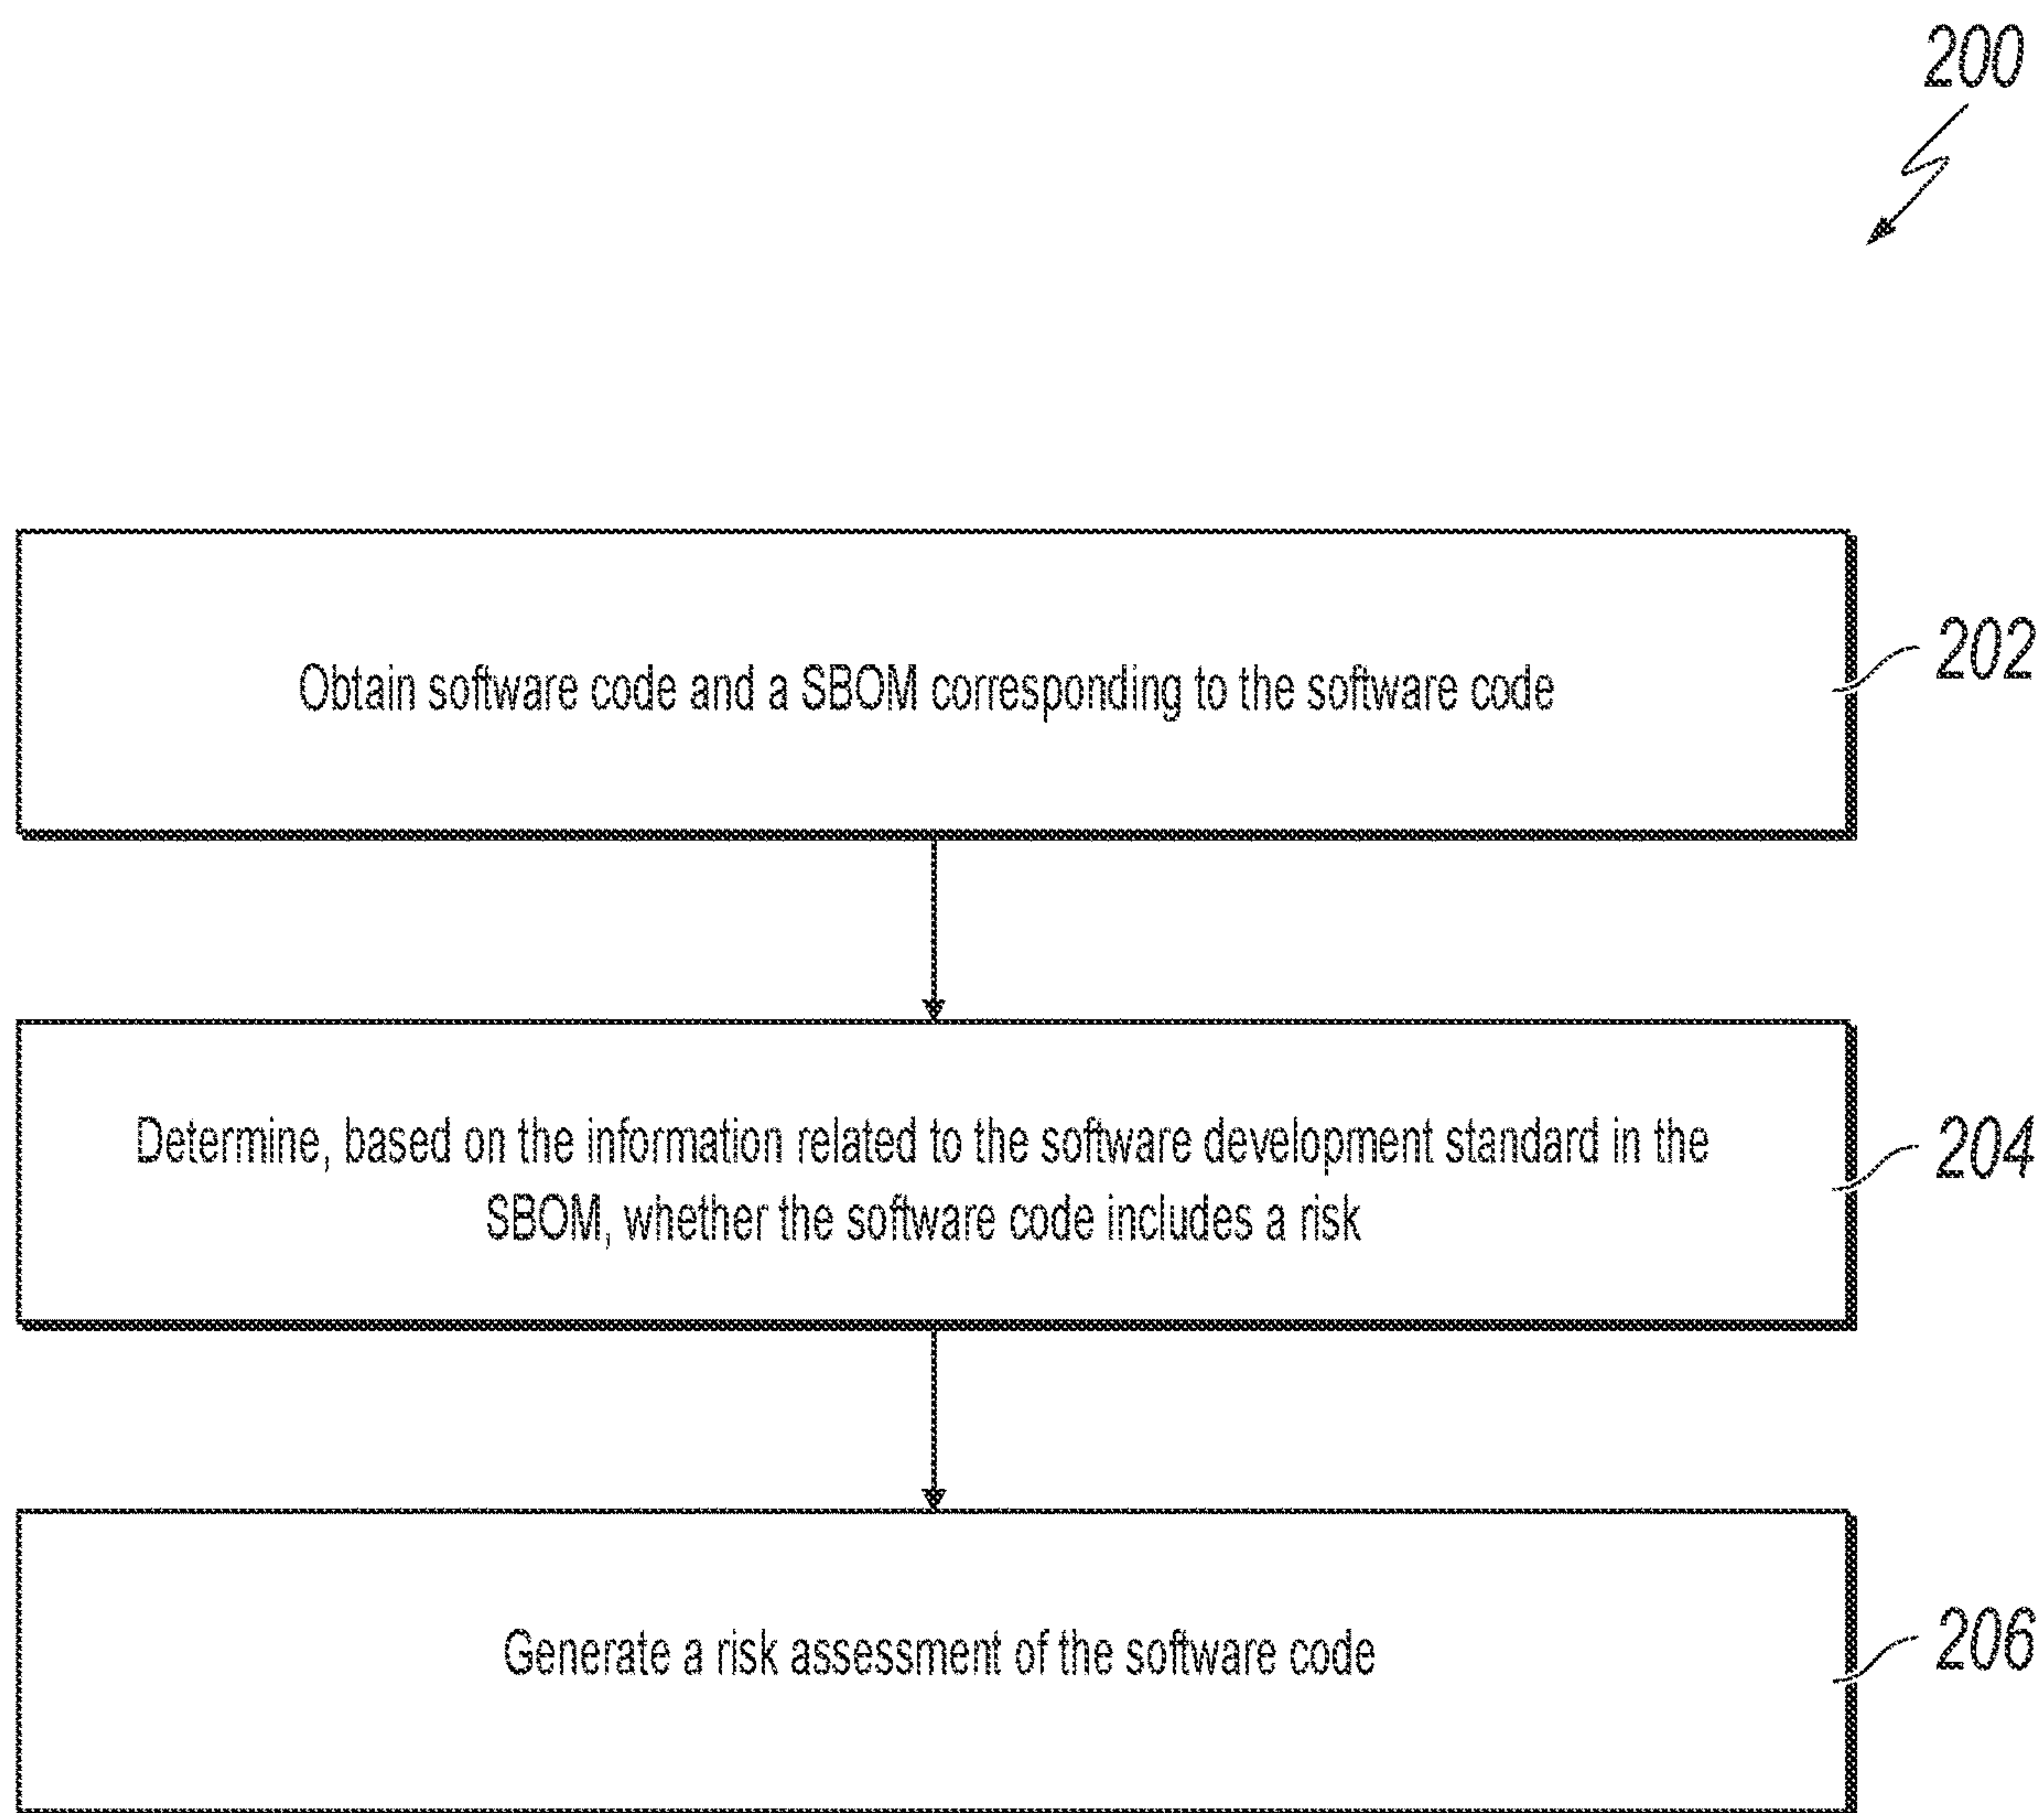 200
Obtain software code and a SBOM corresponding to the software code
202
Determine, based on the information related to the software development standard in the
SBOM, whether the software code includes a risk
204
Generate a risk assessment of the software code
206